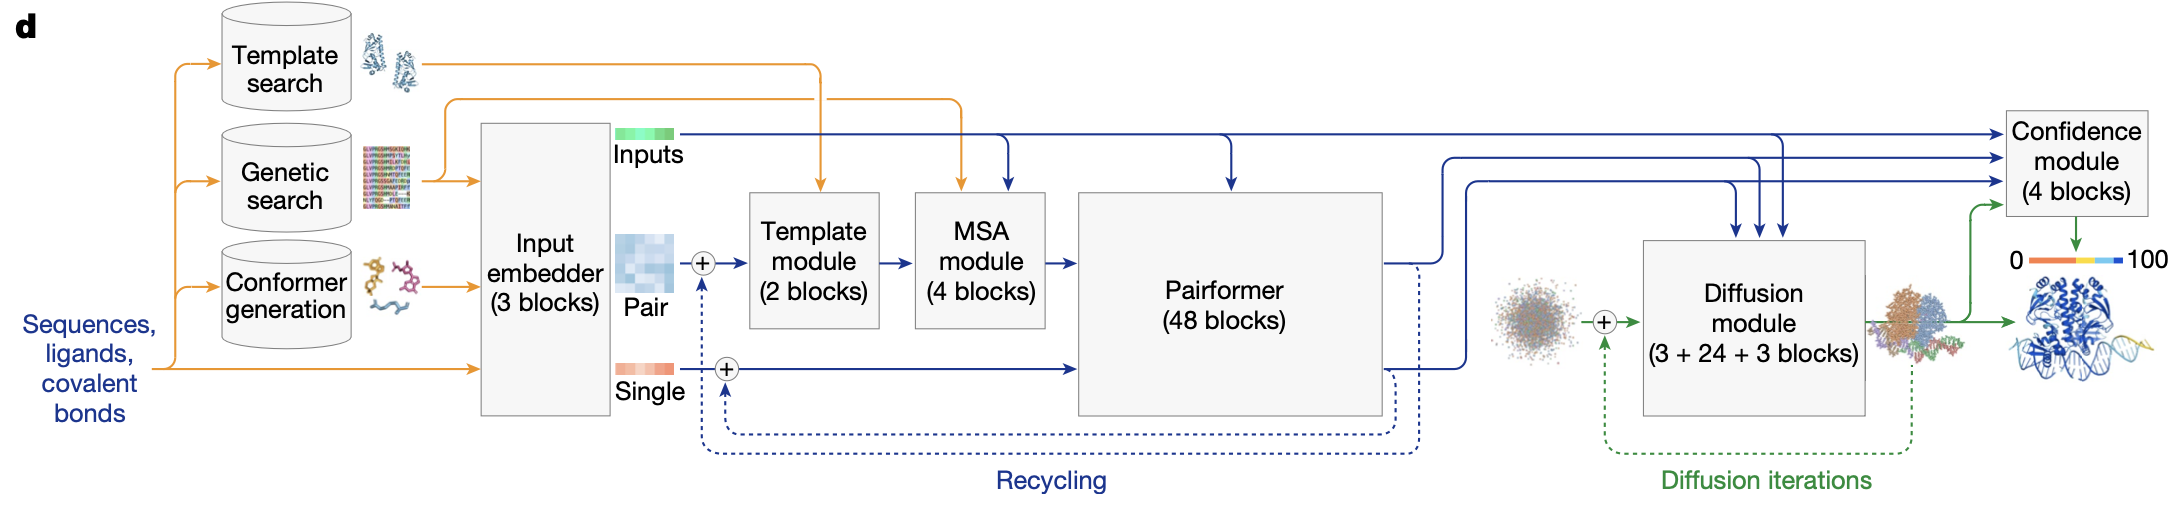 d
Template
search
Genetic
search
Conformer
generation
Sequences,
ligands,
covalent
bonds
Input
embedder
(3 blocks)
Inputs
Pair
Single
Template
module
(2 blocks)
MSA
module
(4 blocks)
Pairformer
(48 blocks)
Recycling
Diffusion
module
(3 + 24 + 3 blocks)
Diffusion iterations
Confidence
module
(4 blocks)
0 100